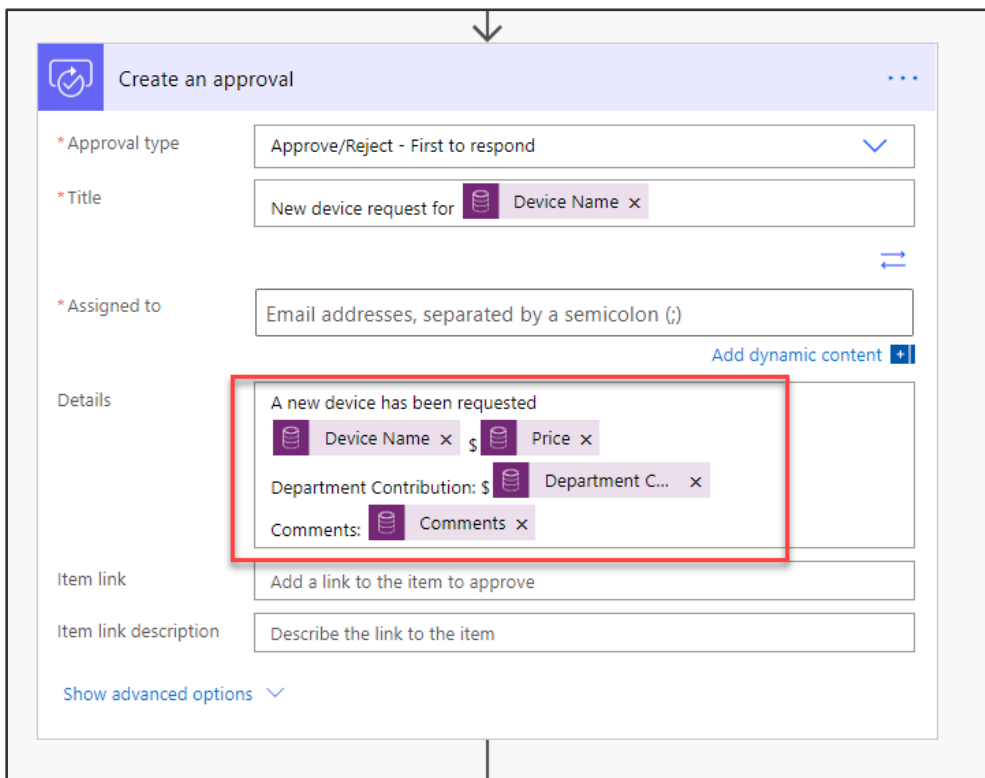 Create an approval
...
*Approval type
Approve/Reject - First to respond
*Title
New device request for Device Name ×
*Assigned to
Email addresses, separated by a semicolon (;)
Add dynamic content +
Details
A new device has been requested
Device Name × $ Price ×
Department Contribution: $ Department C... ×
Comments: Comments ×
Item link
Add a link to the item to approve
Item link description
Describe the link to the item
Show advanced options